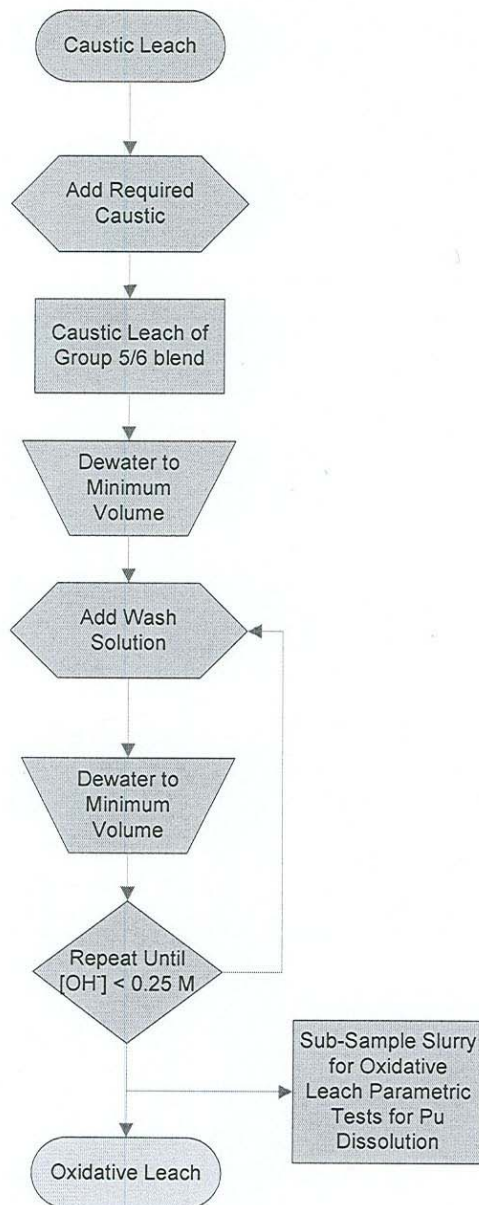 Caustic Leach
Add Required
Caustic
Caustic Leach of
Group 5/6 blend
Dewater to
Minimum
Volume
Add Wash
Solution
Dewater to
Minimum
Volume
Repeat Until
[OH⁻] < 0.25 M
Sub-Sample Slurry
for Oxidative
Leach Parametric
Tests for Pu
Dissolution
Oxidative Leach